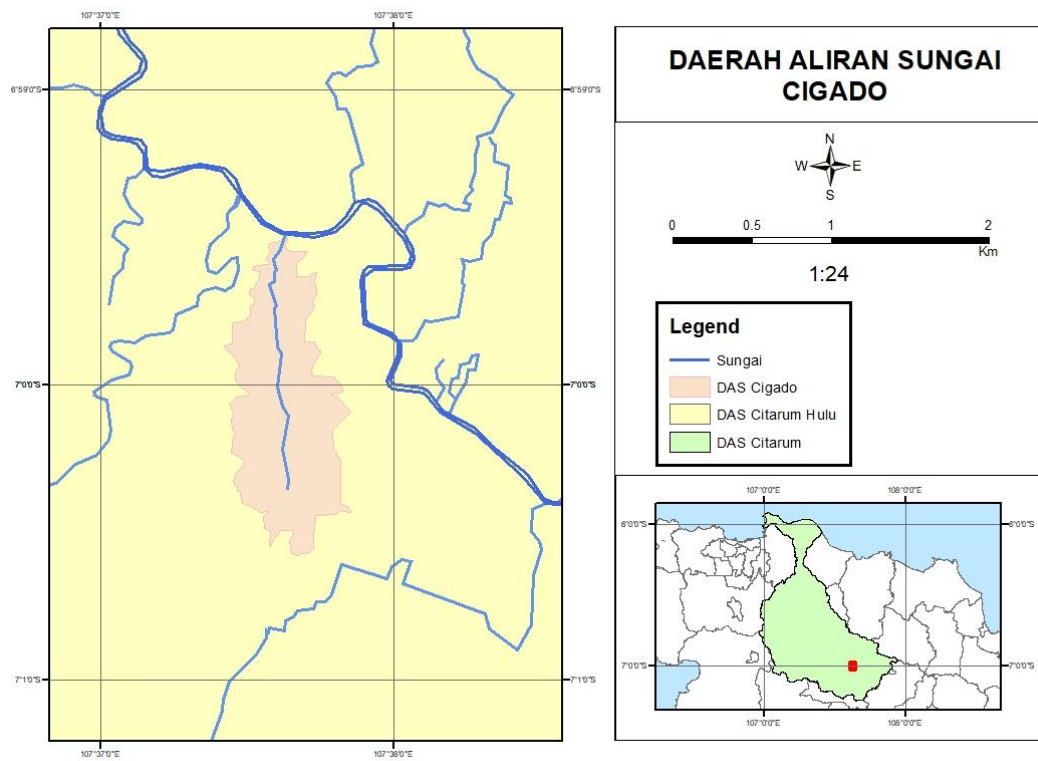 107°37'0"E 107°38'0"E
6°59'0"S 6°59'0"S
7°0'0"S 7°0'0"S
7°1'0"S 7°1'0"S
107°37'0"E 107°38'0"E
DAERAH ALIRAN SUNGAI
CIGADO
N
W E
S
0 0.5 1 2
Km
1:24
Legend
Sungai
DAS Cigado
DAS Citarum Hulu
DAS Citarum
107°0'0"E 108°0'0"E
6°0'0"S 6°0'0"S
7°0'0"S 7°0'0"S
107°0'0"E 108°0'0"E